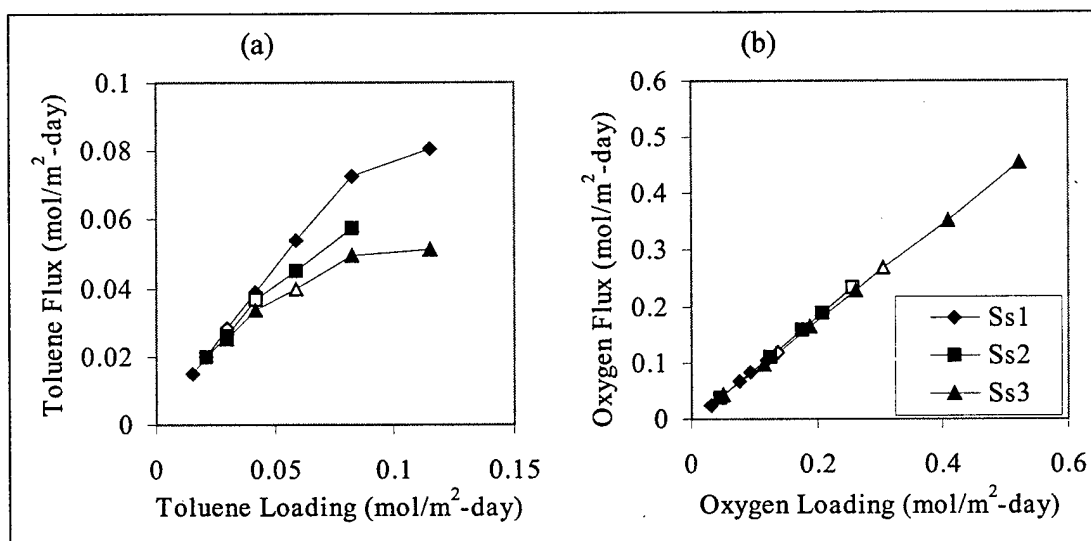 (a)
Toluene Flux (mol/m²-day)
0.1
0.08
0.06
0.04
0.02
0
0
0.05
0.1
0.15
Toluene Loading (mol/m²-day)
(b)
Oxygen Flux (mol/m²-day)
0.6
0.5
0.4
0.3
0.2
0.1
0
0
0.2
0.4
0.6
Oxygen Loading (mol/m²-day)
Ss1
Ss2
Ss3